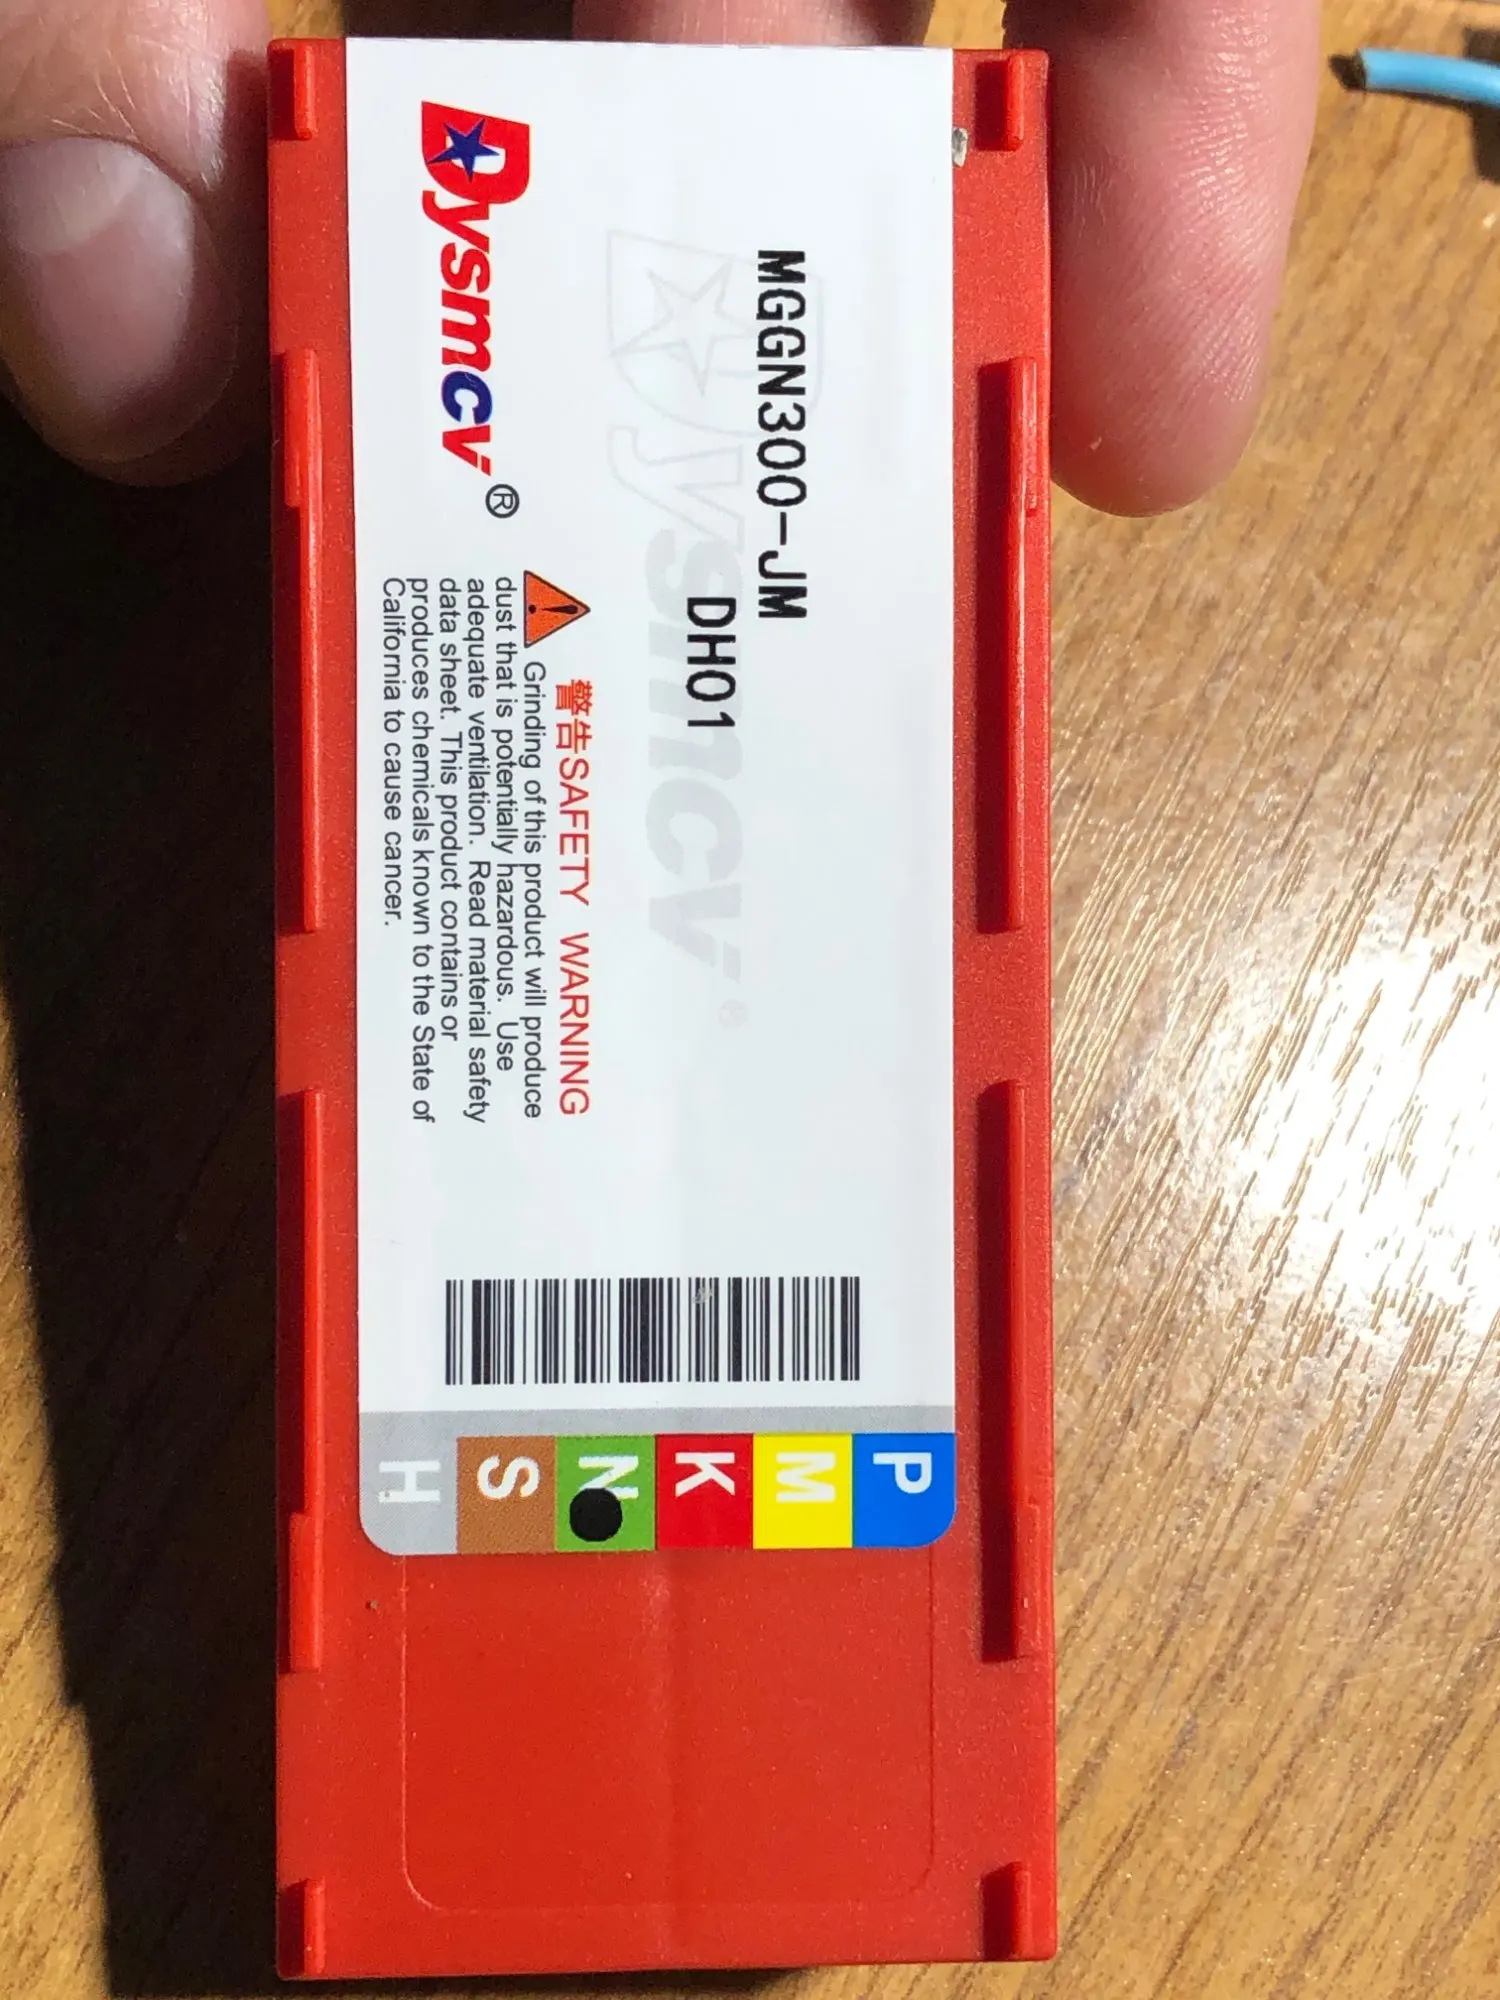 MGGN300-JM
DH01
Dysmcv
Dysmcv®
警告SAFETY WARNING
Grinding of this product will produce
dust that is potentially hazardous. Use
adequate ventilation. Read material safety
data sheet. This product contains or
produces chemicals known to the State of
California to cause cancer.
P
M
K
N
S
H